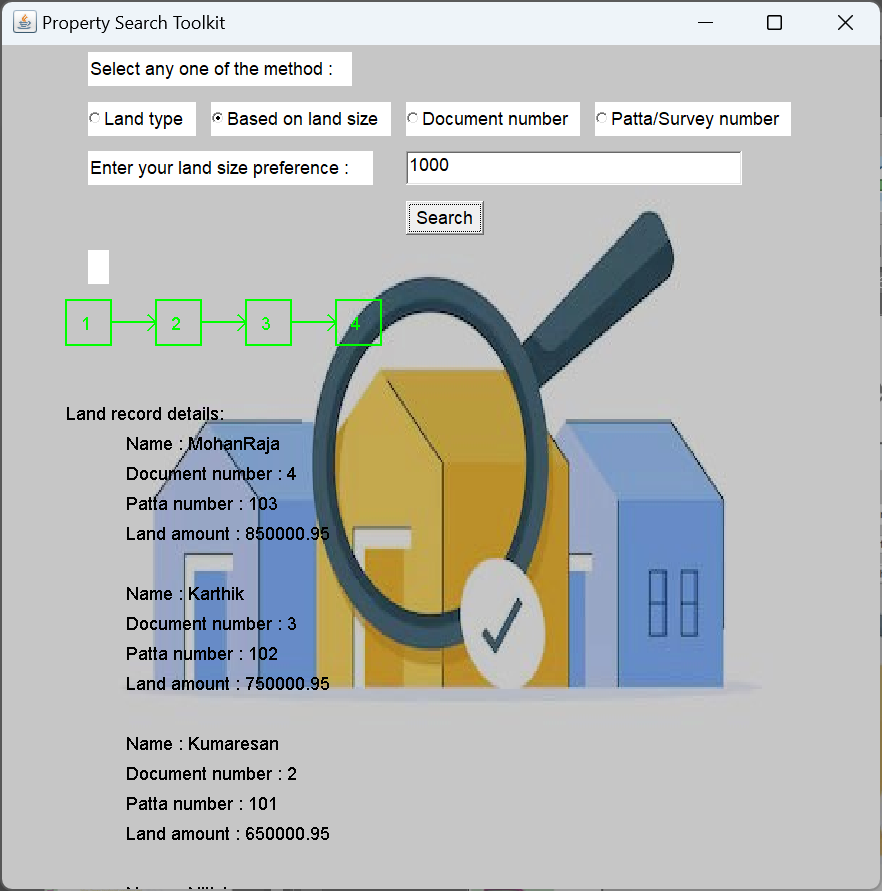 Property Search Toolkit
Select any one of the method :
Land type Based on land size Document number Patta/Survey number
Enter your land size preference : 1000
Search
1 2 3 4
Land record details:
Name : MohanRaja
Document number : 4
Patta number : 103
Land amount : 850000.95
Name : Karthik
Document number : 3
Patta number : 102
Land amount : 750000.95
Name : Kumaresan
Document number : 2
Patta number : 101
Land amount : 650000.95